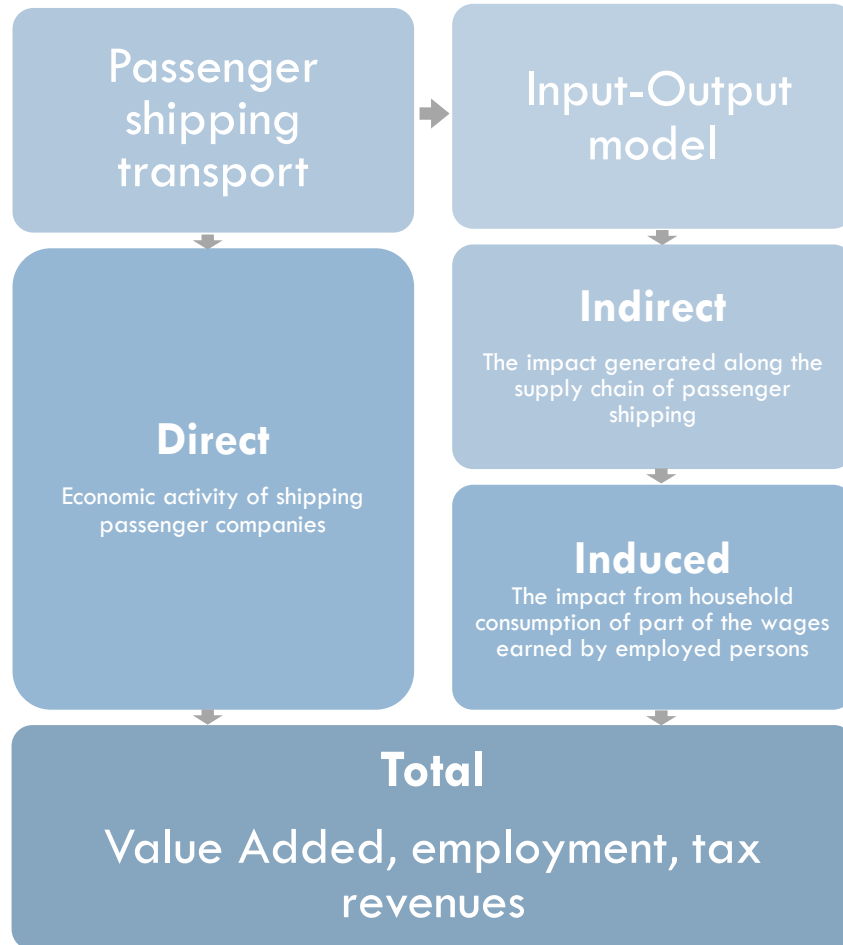 Passenger
shipping
transport
Input-Output
model
Direct
Economic activity of shipping
passenger companies
Indirect
The impact generated along the
supply chain of passenger
shipping
Induced
The impact from household
consumption of part of the wages
earned by employed persons
Total
Value Added, employment, tax
revenues